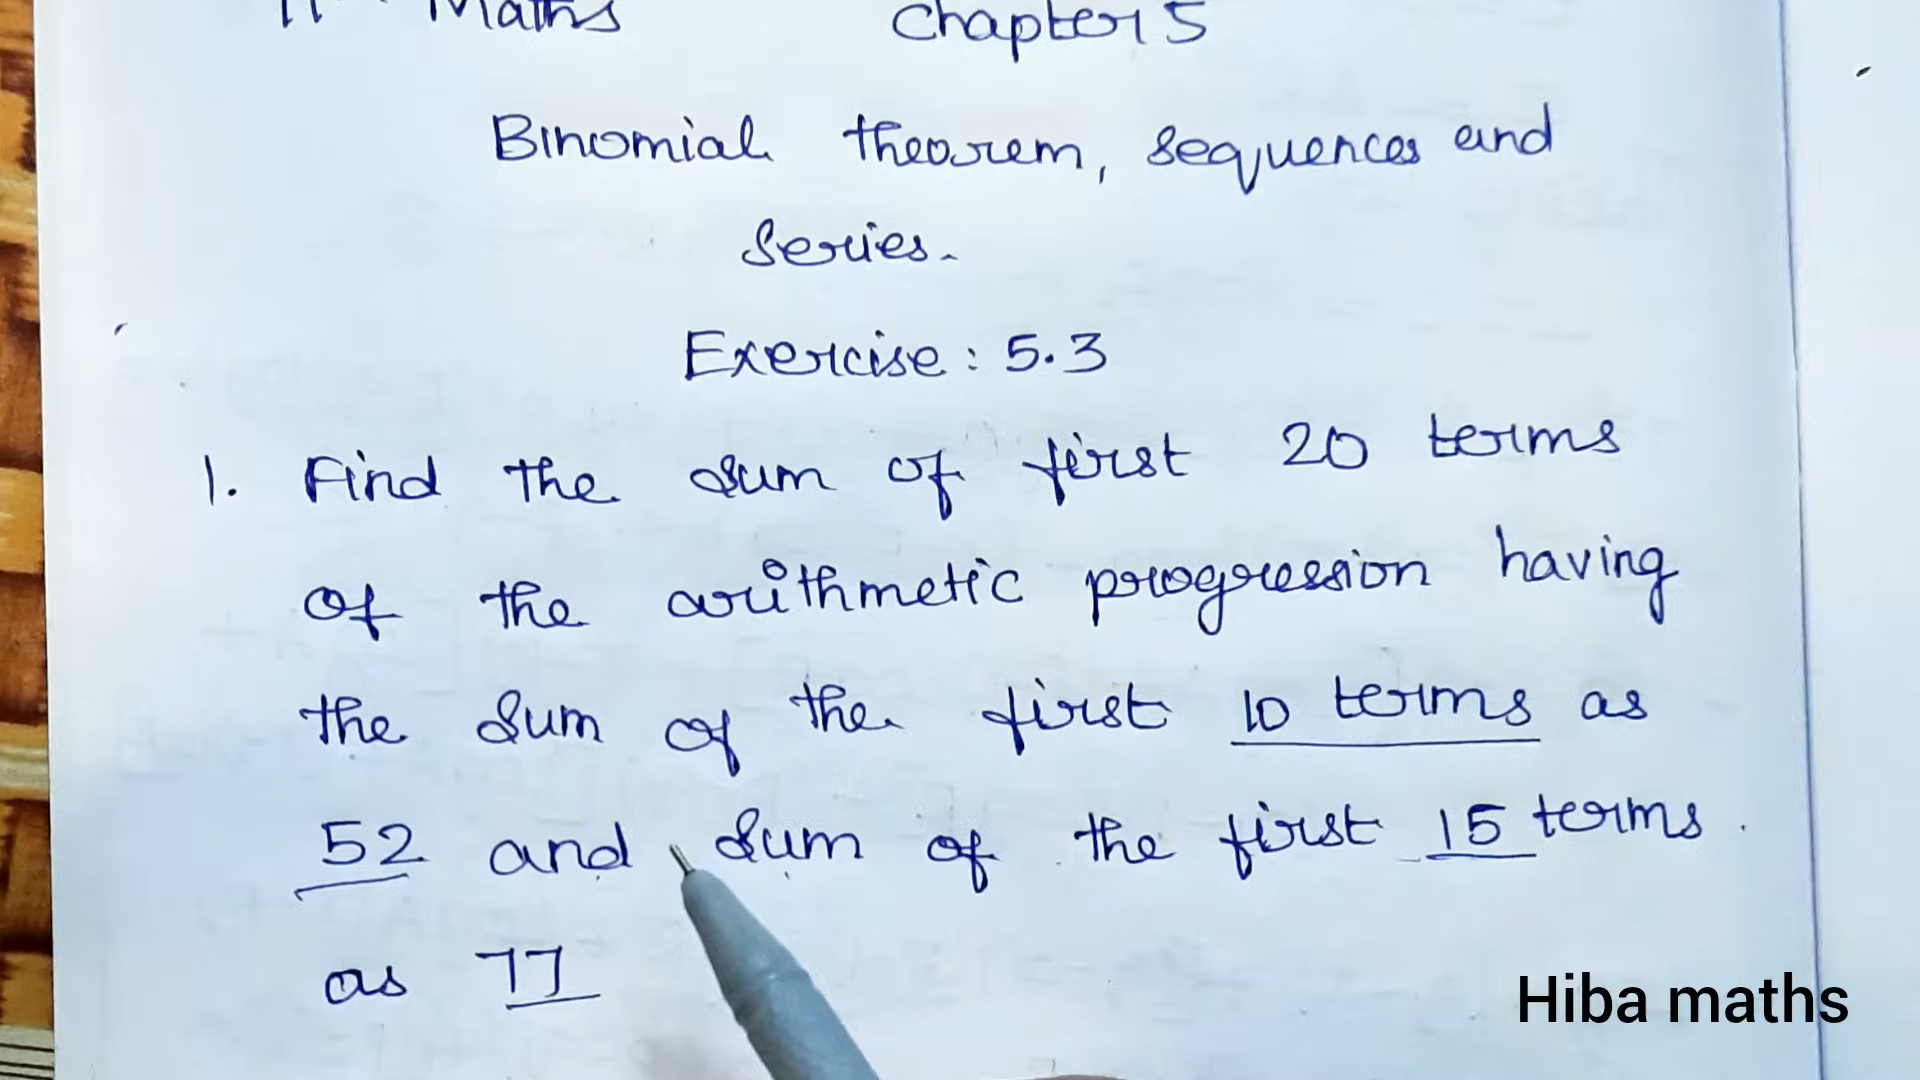 11 Maths Chapter 5
Binomial theorem, sequences and
series.
Exercise: 5.3
1. Find the sum of first 20 terms
of the arithmetic progression having
the sum of the first 10 terms as
52 and sum of the first 15 terms
as 77
Hiba maths